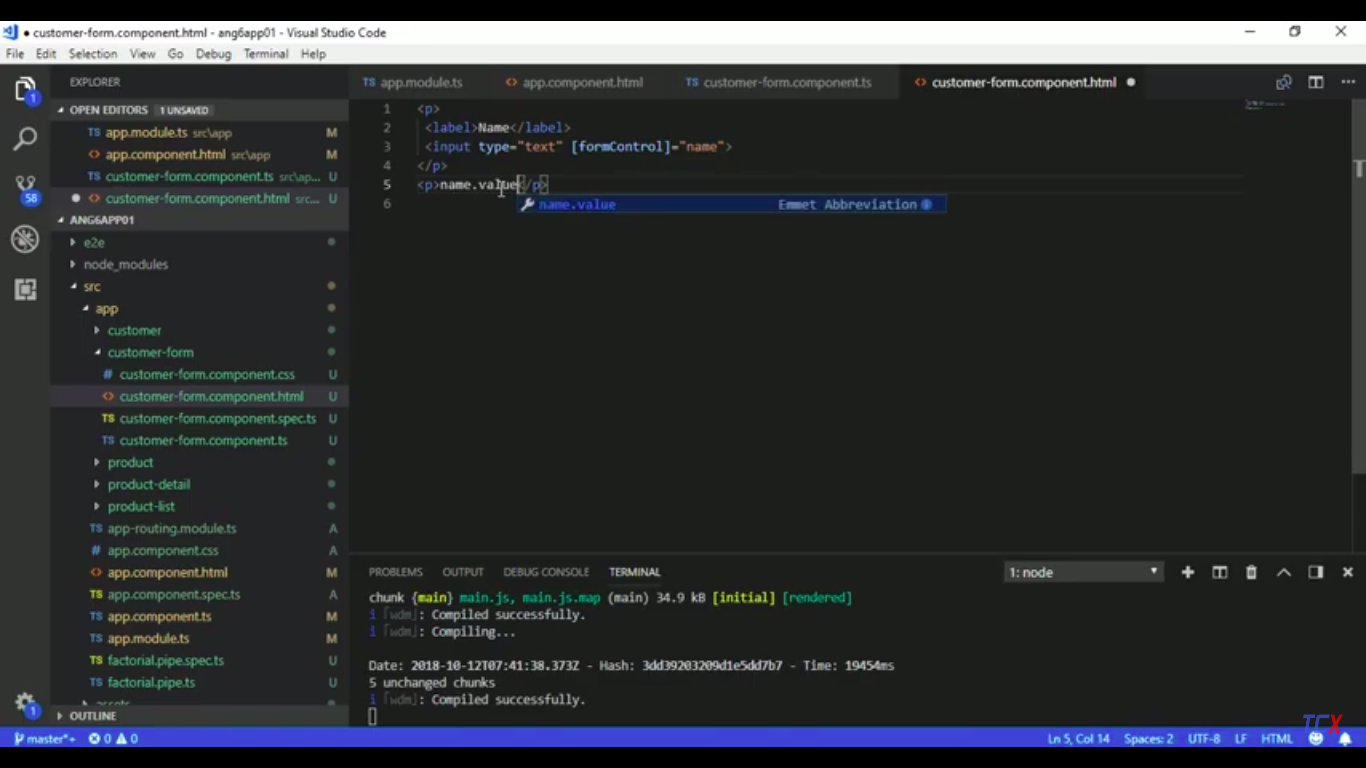 customer-form.component.html - ang6app01 - Visual Studio Code
File Edit Selection View Go Debug Terminal Help
EXPLORER
OPEN EDITORS 1 UNSAVED
TS app.module.ts src\app M
<> app.component.html src\app M
TS customer-form.component.ts src\ap... U
● <> customer-form.component.html src... U
ANG6APP01
e2e
node_modules
src
app
customer
customer-form
# customer-form.component.css U
<> customer-form.component.html U
TS customer-form.component.spec.ts U
TS customer-form.component.ts U
product
product-detail
product-list
TS app-routing.module.ts A
# app.component.css A
<> app.component.html M
TS app.component.spec.ts A
TS app.component.ts M
TS app.module.ts M
TS factorial.pipe.spec.ts U
TS factorial.pipe.ts U
assets
OUTLINE
1
58
1
TS app.module.ts <> app.component.html TS customer-form.component.ts <> customer-form.component.html ●
1 <p>
2 <label>Name</label>
3 <input type="text" [formControl]="name">
4 </p>
5 <p>name.value</p>
6
name.value Emmet Abbreviation
PROBLEMS OUTPUT DEBUG CONSOLE TERMINAL 1: node
chunk {main} main.js, main.js.map (main) 34.9 kB [initial] [rendered]
i ｢wdm｣: Compiled successfully.
i ｢wdm｣: Compiling...
Date: 2018-10-12T07:41:38.373Z - Hash: 3dd39203209d1e5dd7b7 - Time: 19454ms
5 unchanged chunks
i ｢wdm｣: Compiled successfully.
TCX
master*+ 0 0 Ln 5, Col 14 Spaces: 2 UTF-8 LF HTML